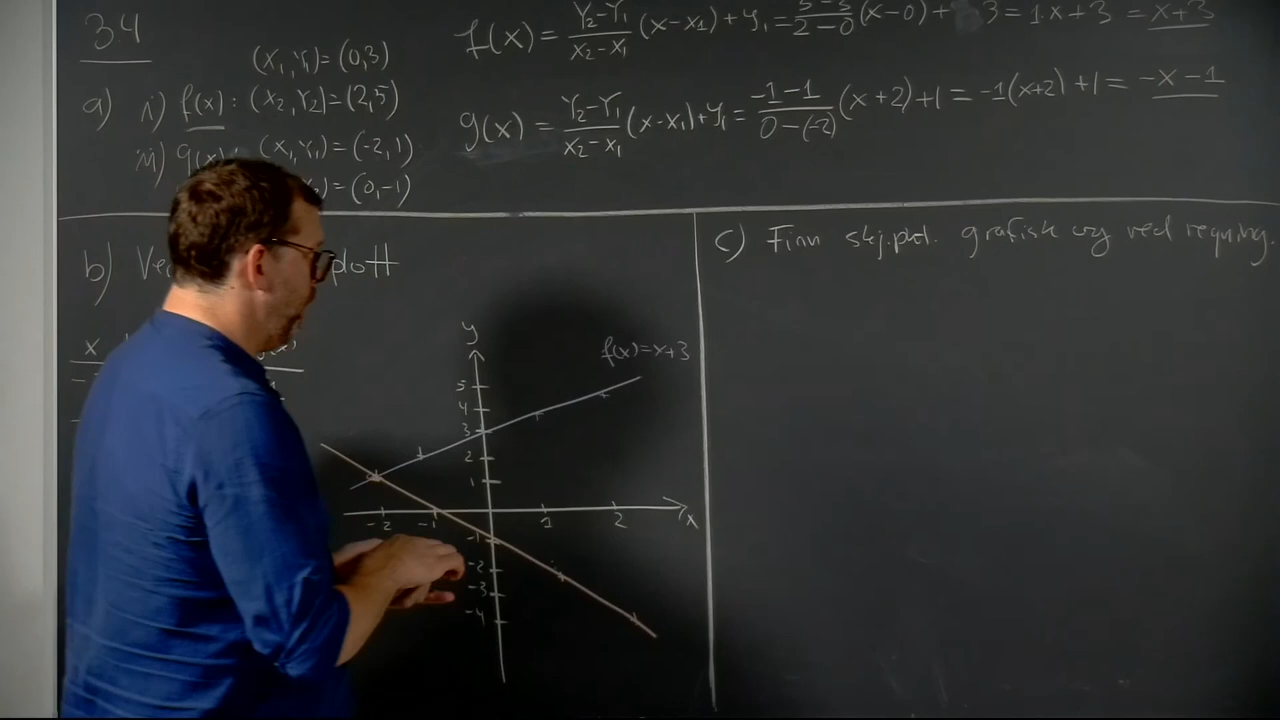 3.4
(x₁,Y₁)=(0,3)
a) i) f(x): (x₂,Y₂)=(2,5)
ii) g(x): (x₁,Y₁)=(-2,1)
)=(0,-1)
f(x) = Y₂-Y₁/x₂-x₁ (x-x₁)+y₁ = 5-3/2-0 (x-0)+3 = 1·x+3 = x+3
g(x) = Y₂-Y₁/x₂-x₁ (x-x₁)+y₁ = -1-1/0-(-2) (x+2)+1 = -1(x+2)+1 = -x-1
b) plott
x
y
f(x)=x+3
5
4
3
2
1
-2 -1 1 2 x
-1
-2
-3
-4
c) Finn skj.pkt. grafisk og ved regning.